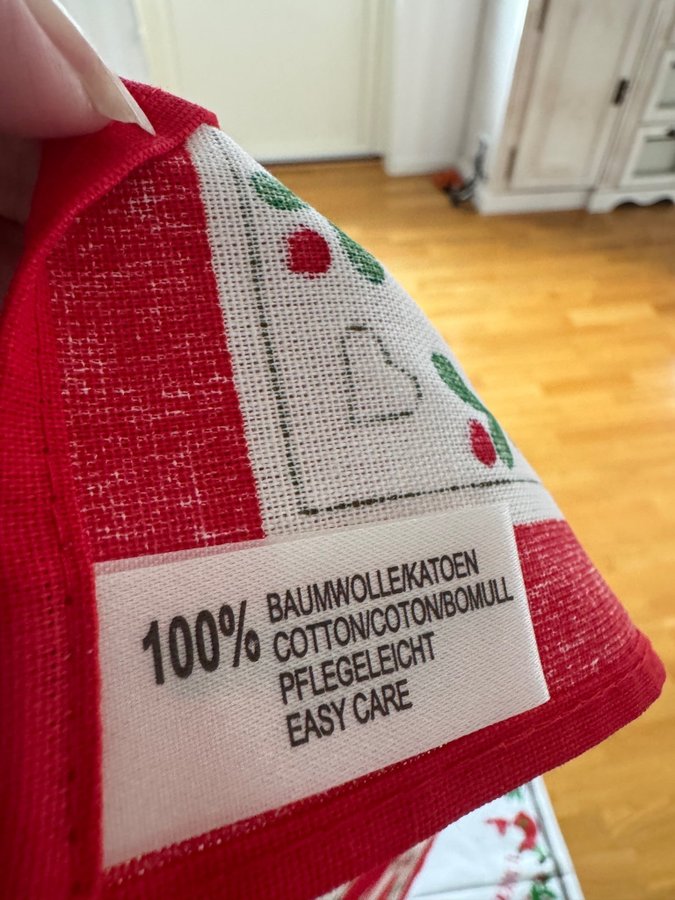 100%
BAUMWOLLE/KATOEN
COTTON/COTON/BOMULL
PFLEGELEICHT
EASY CARE